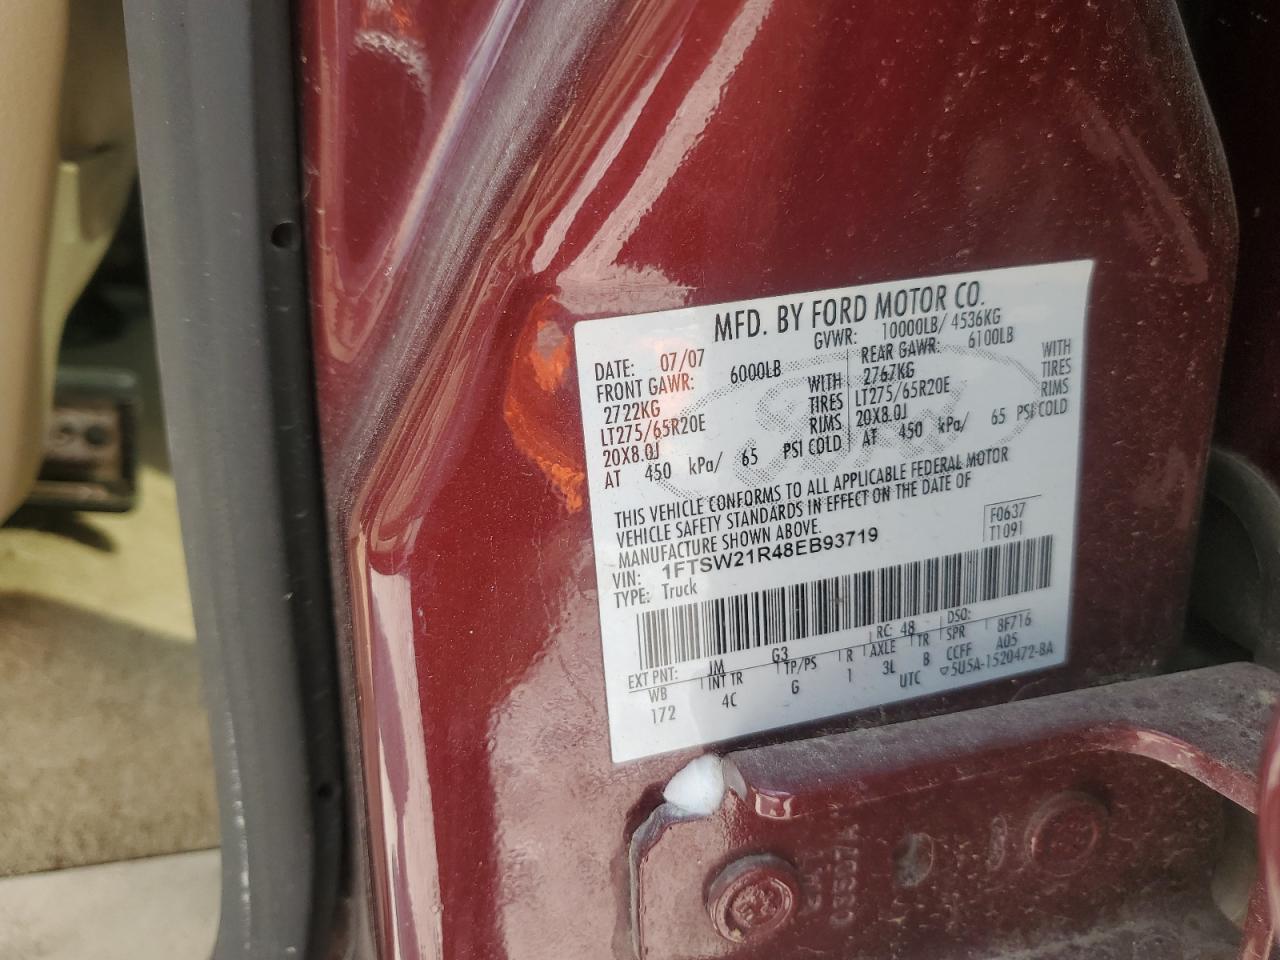 MFD. BY FORD MOTOR CO.
DATE: 07/07 GVWR: 10000LB/ 4536KG
FRONT GAWR: 6000LB REAR GAWR: 6100LB
2722KG WITH 2767KG WITH
LT275/65R20E TIRES LT275/65R20E TIRES
20X8.0J RIMS 20X8.0J RIMS
AT 450 kPa/ 65 PSI COLD AT 450 kPa/ 65 PSI COLD
THIS VEHICLE CONFORMS TO ALL APPLICABLE FEDERAL MOTOR
VEHICLE SAFETY STANDARDS IN EFFECT ON THE DATE OF
MANUFACTURE SHOWN ABOVE.
VIN: 1FTSW21R48EB93719 F0637
TYPE: Truck T1091
EXT PNT: JM G3 RC: 48 DSO:
WB INT TR TP/PS R AXLE TR SPR 8F716
172 4C G 1 3L B CCFF A05
UTC ▽5U5A-1520472-BA